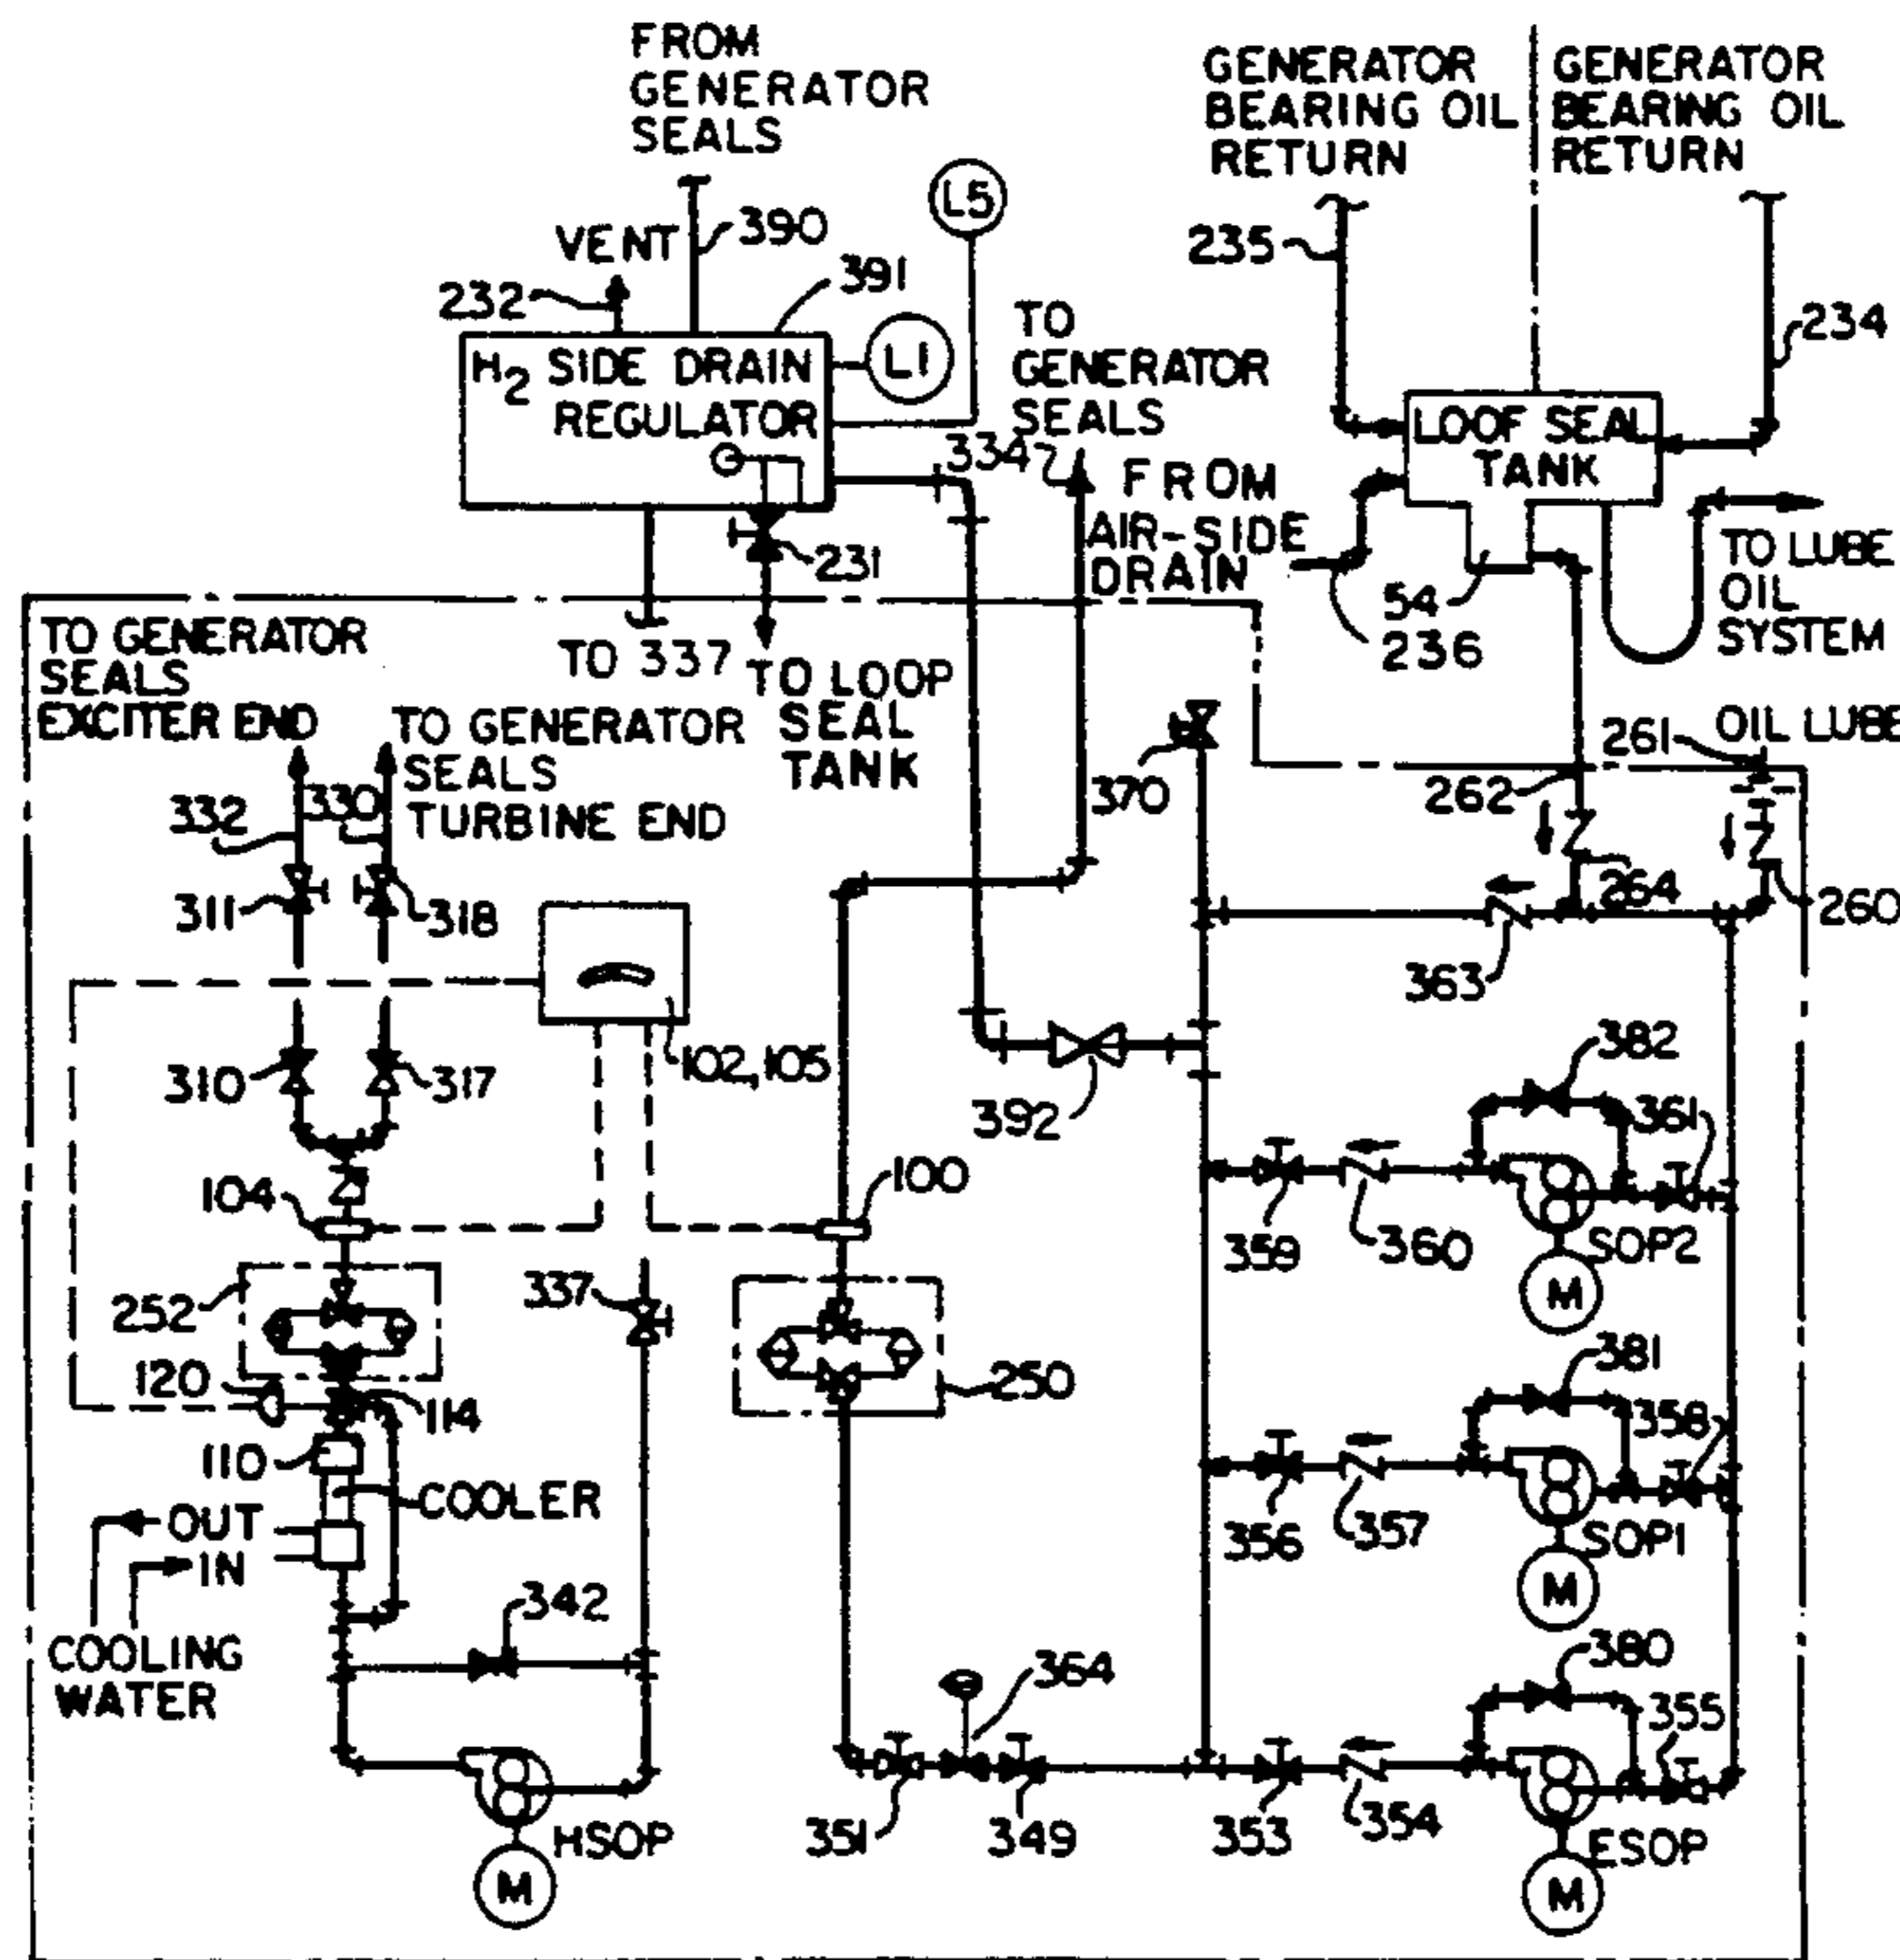 FROM
GENERATOR
SEALS
GENERATOR
BEARING OIL
RETURN
GENERATOR
BEARING OIL
RETURN
L5
VENT
390
235
232
391
234
TO
GENERATOR
SEALS
H2 SIDE DRAIN
REGULATOR
L1
LOOF SEAL
TANK
334
FROM
AIR-SIDE
DRAIN
231
54
236
TO LUBE
OIL
SYSTEM
TO GENERATOR
SEALS
EXCITER END
TO 337
TO LOOP
SEAL
TANK
TO GENERATOR
SEALS
TURBINE END
261
OIL LUBE
262
370
332
330
311
318
264
260
363
102,105
310
317
392
382
361
104
100
359
360
SOP2
M
252
337
120
114
250
381
358
110
COOLER
OUT
IN
356
357
SOP1
M
COOLING
WATER
342
364
380
355
351
349
353
354
ESOP
M
HSOP
M